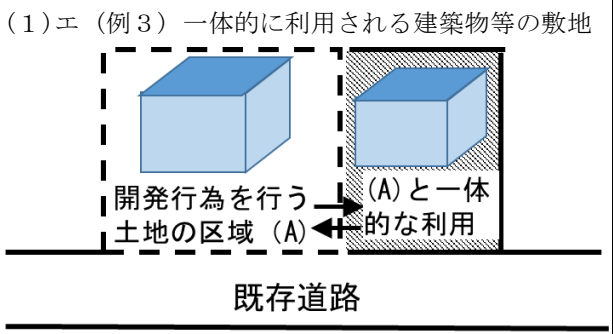 (１)エ（例３）一体的に利用される建築物等の敷地
開発行為を行う
土地の区域（A）
(A)と一体
的な利用
既存道路